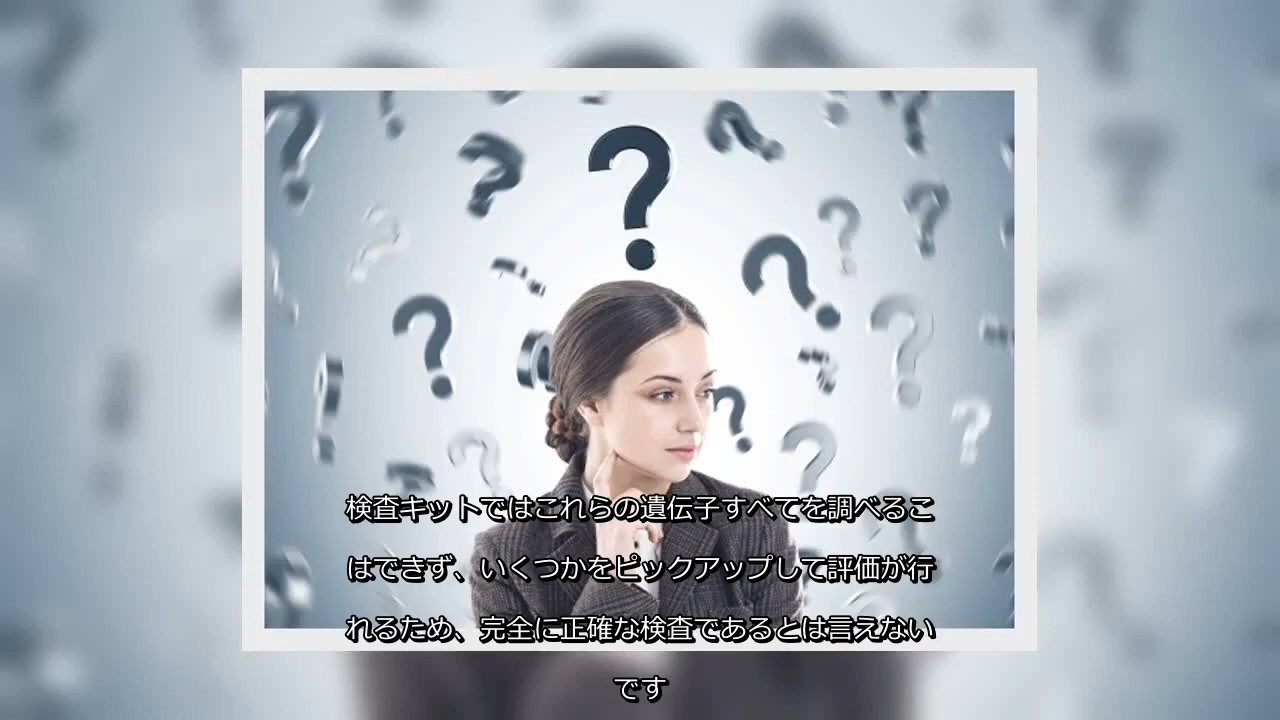 検査キットではこれらの遺伝子すべてを調べるこ
はできず、いくつかをピックアップして評価が行
れるため、完全に正確な検査であるとは言えない
です